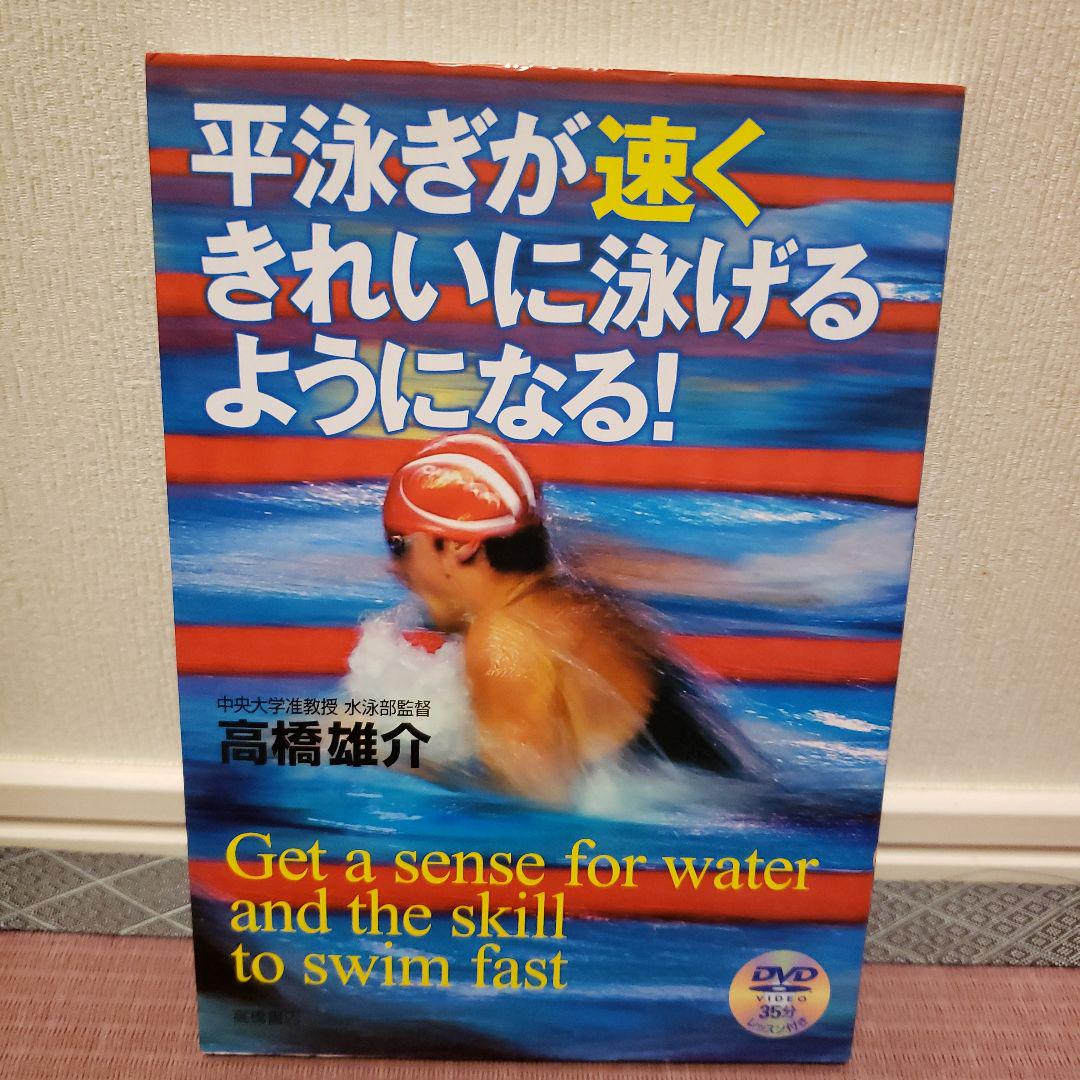 平泳ぎが速く
きれいに泳げる
ようになる!
中央大学准教授 水泳部監督
高橋雄介
Get a sense for water
and the skill
to swim fast
高橋書店
DVD
VIDEO
35分
レッスン付き